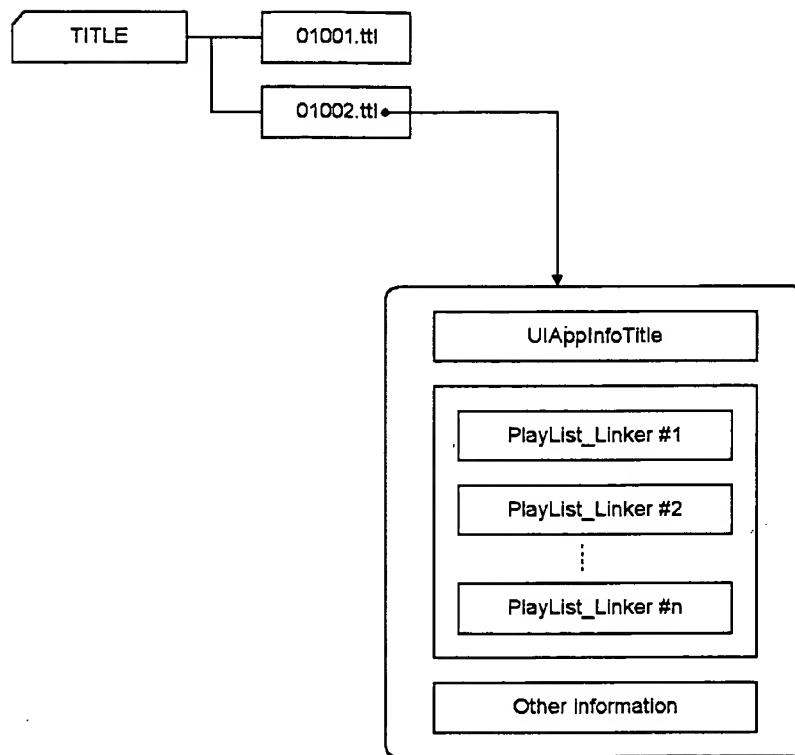 TITLE
01001.ttl
01002.ttl
UIAppInfoTitle
PlayList_Linker #1
PlayList_Linker #2
PlayList_Linker #n
Other information